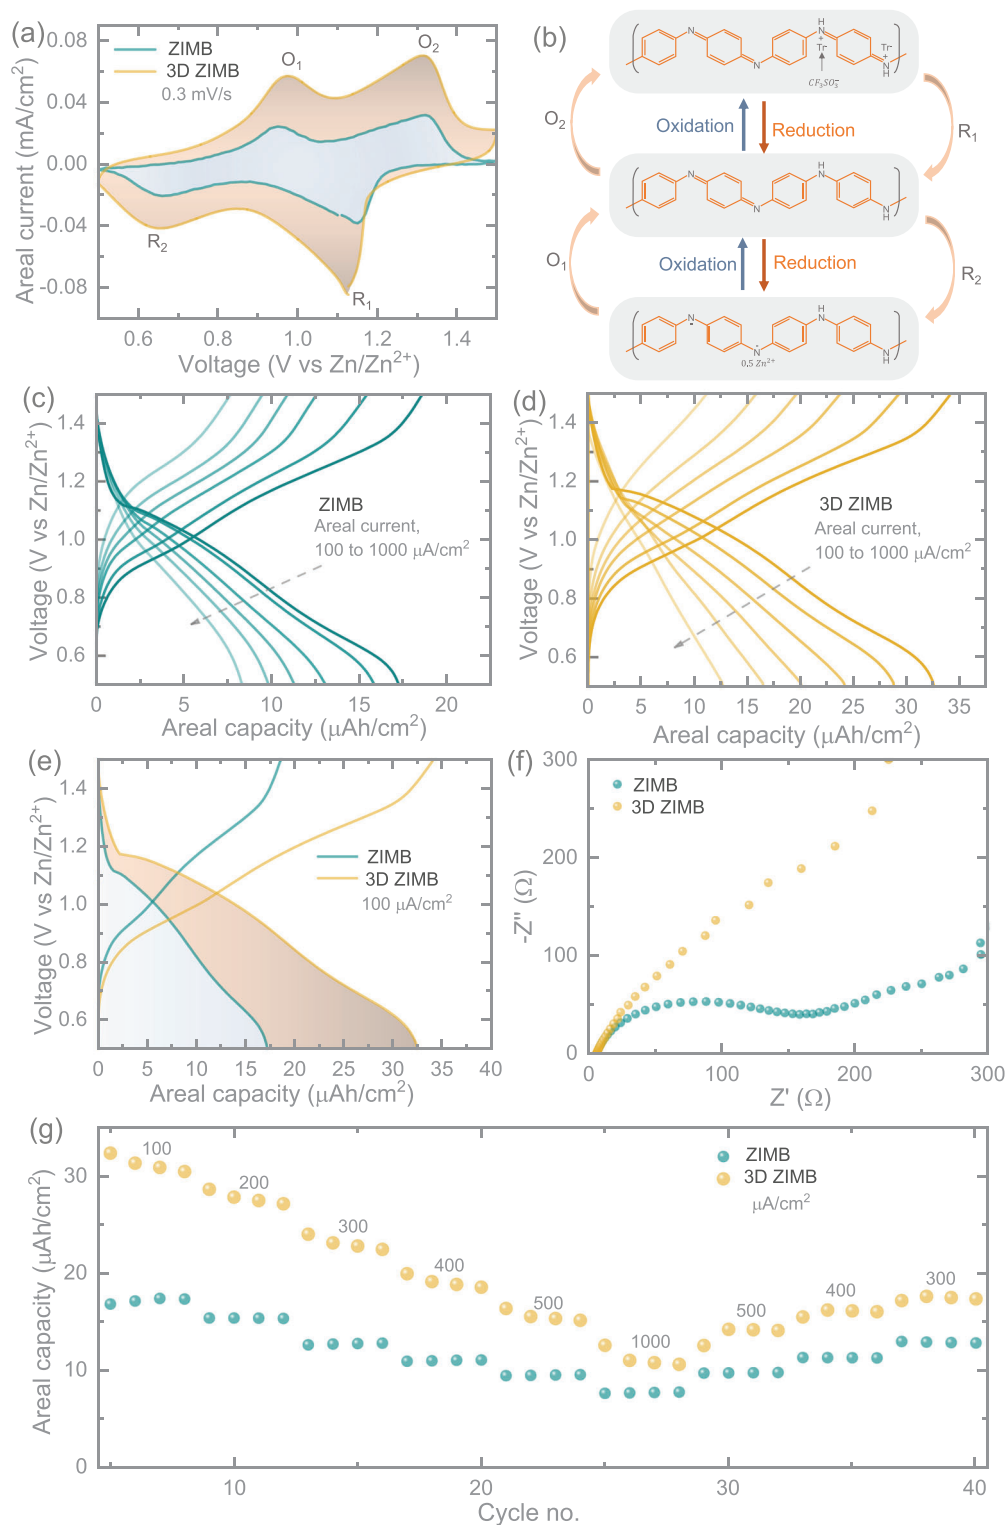 (a)
0.08
0.04
0.00
-0.04
-0.08
Areal current (mA/cm²)
ZIMB
3D ZIMB
0.3 mV/s
O₁
O₂
R₂
R₁
0.6
0.8
1.0
1.2
1.4
Voltage (V vs Zn/Zn²⁺)
(b)
H
N
N
N
+
Tr⁻
Tr⁻
+
N
H
CF₃SO₃⁻
O₂
Oxidation
Reduction
R₁
H
N
N
N
N
H
O₁
Oxidation
Reduction
R₂
H
N
-
N
-
N
N
H
0.5 Zn²⁺
(c)
1.4
1.2
1.0
0.8
0.6
Voltage (V vs Zn/Zn²⁺)
ZIMB
Areal current,
100 to 1000 μA/cm²
0
5
10
15
20
Areal capacity (μAh/cm²)
(d)
1.4
1.2
1.0
0.8
0.6
Voltage (V vs Zn/Zn²⁺)
3D ZIMB
Areal current,
100 to 1000 μA/cm²
0
5
10
15
20
25
30
35
Areal capacity (μAh/cm²)
(e)
1.4
1.2
1.0
0.8
0.6
Voltage (V vs Zn/Zn²⁺)
ZIMB
3D ZIMB
100 μA/cm²
0
5
10
15
20
25
30
35
40
Areal capacity (μAh/cm²)
(f)
300
200
100
0
-Z'' (Ω)
ZIMB
3D ZIMB
0
100
200
300
Z' (Ω)
(g)
30
20
10
0
Areal capacity (μAh/cm²)
100
200
300
400
500
1000
500
400
300
ZIMB
3D ZIMB
μA/cm²
10
20
30
40
Cycle no.